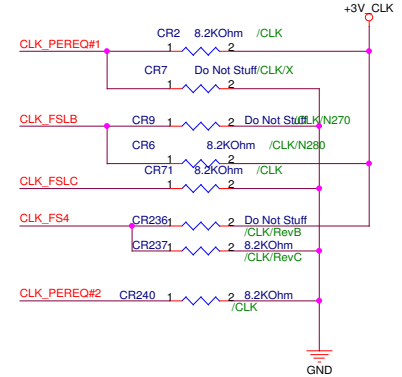 +3V_CLK
CR2 8.2KOhm /CLK
CLK_PEREQ#1 1 2
CR7 Do Not Stuff/CLK/X
1 2
CLK_FSLB CR9 Do Not Stuff/CLK/N270
1 2
CR6 8.2KOhm /CLK/N280
1 2
CR71 8.2KOhm /CLK
CLK_FSLC 1 2
CLK_FS4 CR236 1 2 Do Not Stuff
/CLK/RevB
CR237 1 2 8.2KOhm
/CLK/RevC
CLK_PEREQ#2 CR240 1 2 8.2KOhm
/CLK
GND